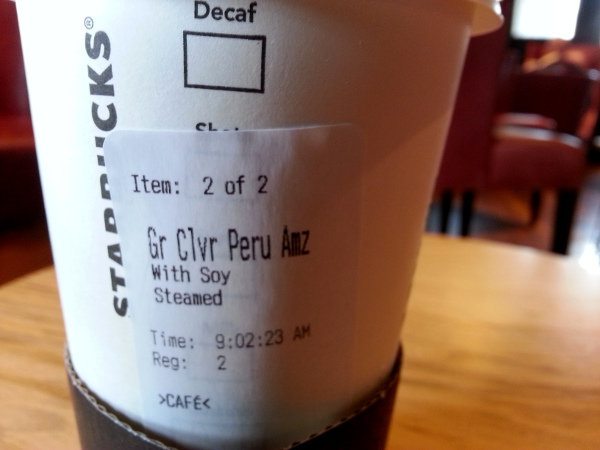 Decaf
STARBUCKS®
Item: 2 of 2
Gr Clvr Peru Amz
With Soy
Steamed
Time: 9:02:23 AM
Reg: 2
>CAFÉ<